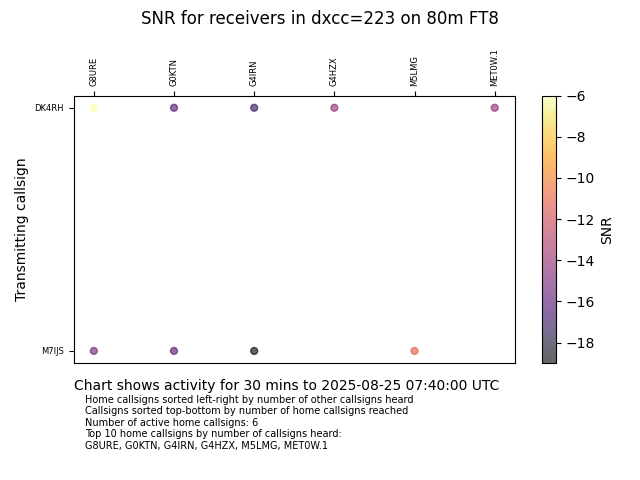 SNR for receivers in dxcc=223 on 80m FT8
G8URE G0KTN G4IRN G4HZX M5LMG MET0W.1
DK4RH
M7IJS
Transmitting callsign
−6
−8
−10
−12
−14
−16
−18
SNR
Chart shows activity for 30 mins to 2025-08-25 07:40:00 UTC
Home callsigns sorted left-right by number of other callsigns heard
Callsigns sorted top-bottom by number of home callsigns reached
Number of active home callsigns: 6
Top 10 home callsigns by number of callsigns heard:
G8URE, G0KTN, G4IRN, G4HZX, M5LMG, MET0W.1